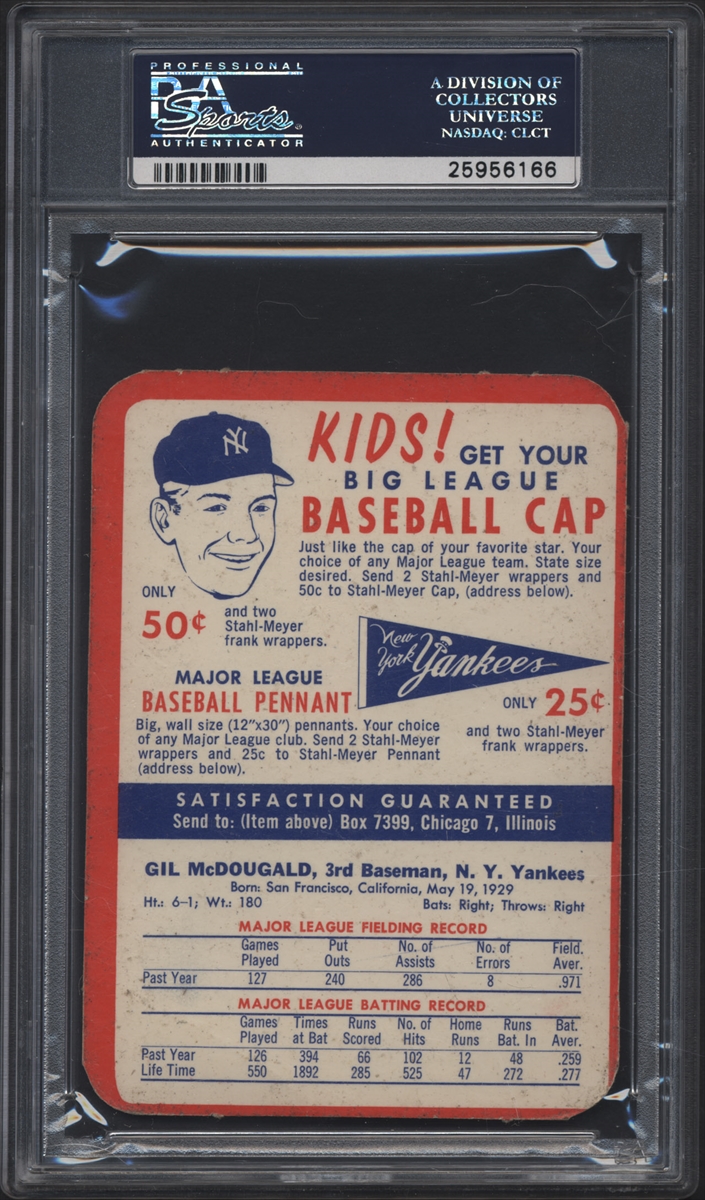 PROFESSIONAL
PSA
Sports
AUTHENTICATOR
A DIVISION OF
COLLECTORS
UNIVERSE
NASDAQ: CLCT
25956166
NY
KIDS! GET YOUR
BIG LEAGUE
BASEBALL CAP
Just like the cap of your favorite star. Your
choice of any Major League team. State size
desired. Send 2 Stahl-Meyer wrappers and
50c to Stahl-Meyer Cap, (address below).
ONLY
50¢ and two
Stahl-Meyer
frank wrappers.
New York Yankees
MAJOR LEAGUE
BASEBALL PENNANT
Big, wall size (12"x30") pennants. Your choice
of any Major League club. Send 2 Stahl-Meyer
wrappers and 25c to Stahl-Meyer Pennant
(address below).
ONLY 25¢
and two Stahl-Meyer
frank wrappers.
SATISFACTION GUARANTEED
Send to: (Item above) Box 7399, Chicago 7, Illinois
GIL McDOUGALD, 3rd Baseman, N. Y. Yankees
Born: San Francisco, California, May 19, 1929
Ht.: 6-1; Wt.: 180 Bats: Right; Throws: Right
MAJOR LEAGUE FIELDING RECORD
Games Put No. of No. of Field.
Played Outs Assists Errors Aver.
Past Year 127 240 286 8 .971
MAJOR LEAGUE BATTING RECORD
Games Times Runs No. of Home Runs Bat.
Played at Bat Scored Hits Runs Bat. In Aver.
Past Year 126 394 66 102 12 48 .259
Life Time 550 1892 285 525 47 272 .277